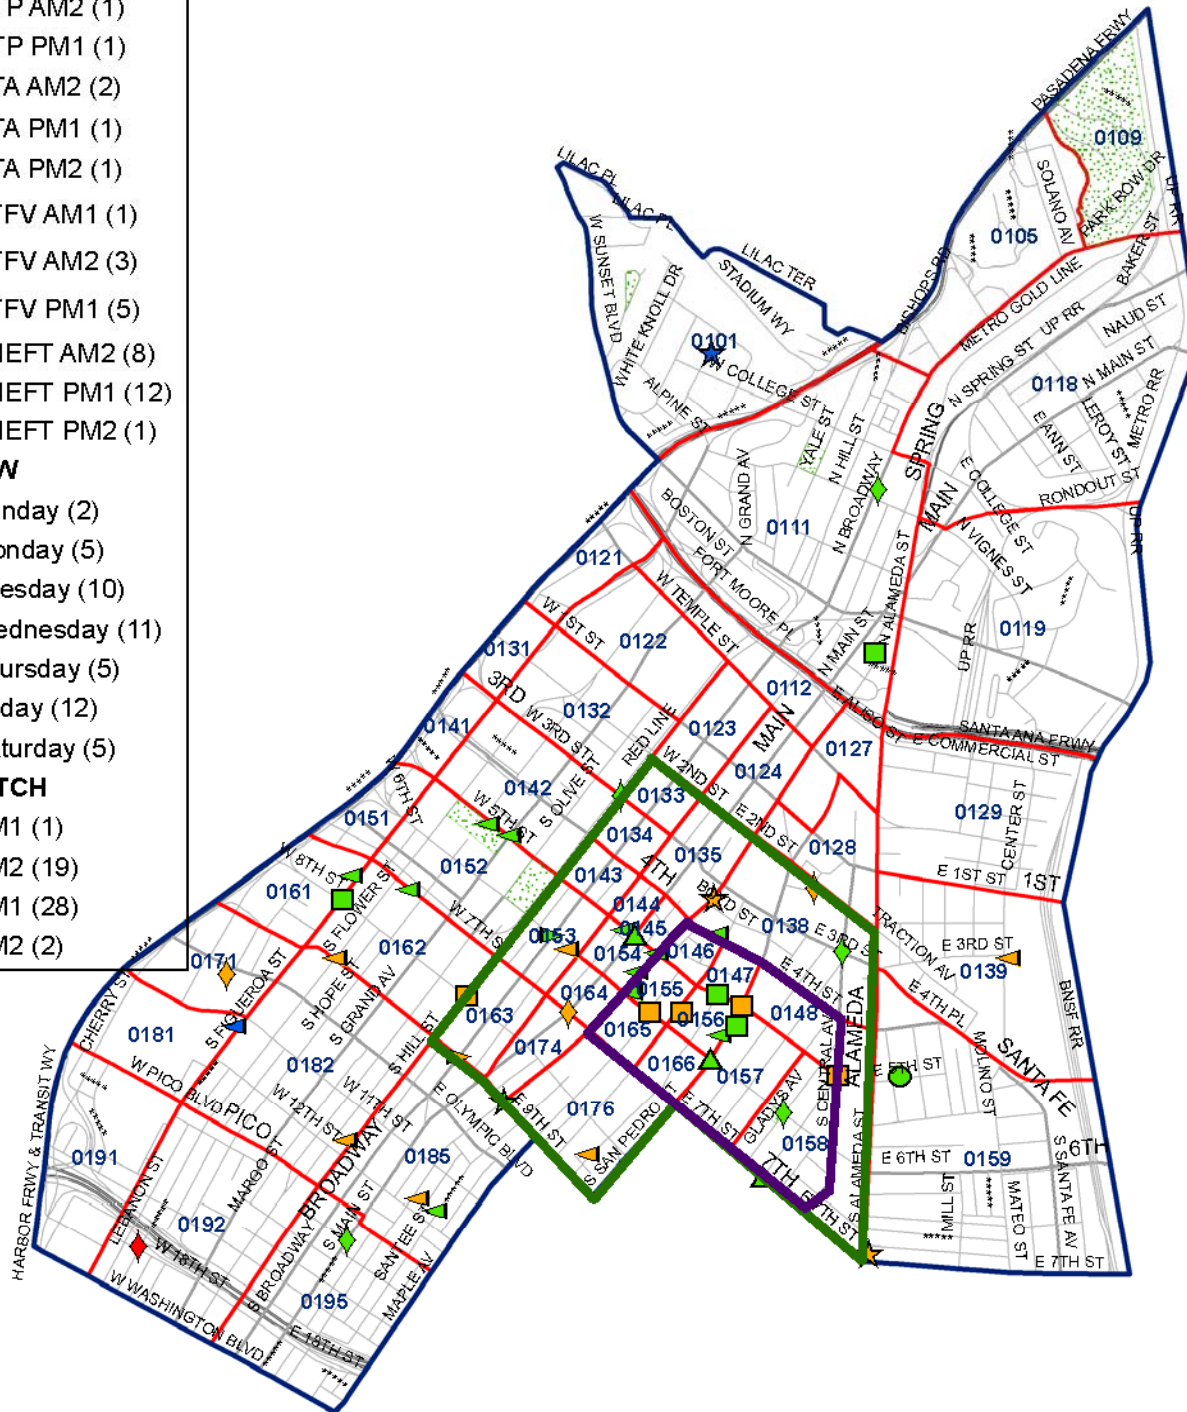 P AM2 (1)
TP PM1 (1)
TA AM2 (2)
TA PM1 (1)
TA PM2 (1)
TFV AM1 (1)
TFV AM2 (3)
TFV PM1 (5)
HEFT AM2 (8)
HEFT PM1 (12)
HEFT PM2 (1)
W
nday (2)
onday (5)
esday (10)
ednesday (11)
ursday (5)
day (12)
turday (5)
TCH
M1 (1)
M2 (19)
M1 (28)
M2 (2)
PASADENA FRWY
*****
0109
*****
SOLANO AV
PARK ROW DR
UP RR
LILAC PL
LILAC PL
W SUNSET BLVD
LILAC TER
STADIUM WY
WHITE KNOLL DR
BISHOPS RD
*****
*****
0105
BAKER ST
METRO GOLD LINE
UP RR
NAUD ST
N SPRING ST
N MAIN ST
0118
0101
N COLLEGE ST
*****
*****
ALPINE ST
*****
*****
YALE ST
N HILL ST
SPRING
E ANN ST
LEROY ST
*****
METRO RR
N GRAND AV
N BROADWAY
MAIN
E COLLEGE ST
RONDOUT ST
UP RR
BOSTON ST
0111
N VIGNES ST
*****
*****
0121
FORT MOORE PL
N ALAMEDA ST
W TEMPLE ST
W 1ST ST
0122
*****
N MAIN ST
*****
UP RR
0119
*****
0131
*****
3RD
0112
E ALISO ST
SANTA ANA FRWY
E COMMERCIAL ST
0132
RED LINE
0123
MAIN
0127
0141
*****
*****
W 3RD ST
W 2ND ST
0124
*****
W 6TH ST
0142
S OLIVE ST
0133
E 2ND ST
0129
CENTER ST
0151
W 5TH ST
0134
0135
0128
0152
0143
4TH
E 1ST ST
1ST
W 8TH ST
0161
S FLOWER ST
W 7TH ST
0144
BOYD ST
0138
E 3RD ST
TRACTION AV
E 3RD ST
0139
*****
0171
0162
0153
0145
0154
0146
0147
E 4TH ST
E 4TH PL
CHERRY ST
S FIGUEROA ST
S HOPE ST
S GRAND AV
0163
0164
0155
0156
0148
BNSF RR
0181
S HILL ST
0165
0174
0166
0157
ALAMEDA
S CENTRAL AV
E 5TH ST
MOLINO ST
SANTA FE
HARBOR FRWY & TRANSIT WY
*****
*****
W PICO BLVD
PICO
*****
0182
W 12TH ST
W 11TH ST
E OLYMPIC BLVD
E 9TH ST
0176
S SAN PEDRO
E 7TH ST
GLADYS AV
0158
S ALAMEDA ST
0191
LEBANON ST
MARGO ST
BROADWAY
0185
7TH
6TH ST
E 6TH ST
0159
6TH
*****
0192
*****
S MAIN ST
SANTEE ST
*****
MILL ST
*****
MATEO ST
S SANTA FE AV
*****
W 18TH ST
S BROADWAY
*****
MAPLE AV
E 7TH ST
W WASHINGTON BLVD
0195
*****
E 18TH ST
*****